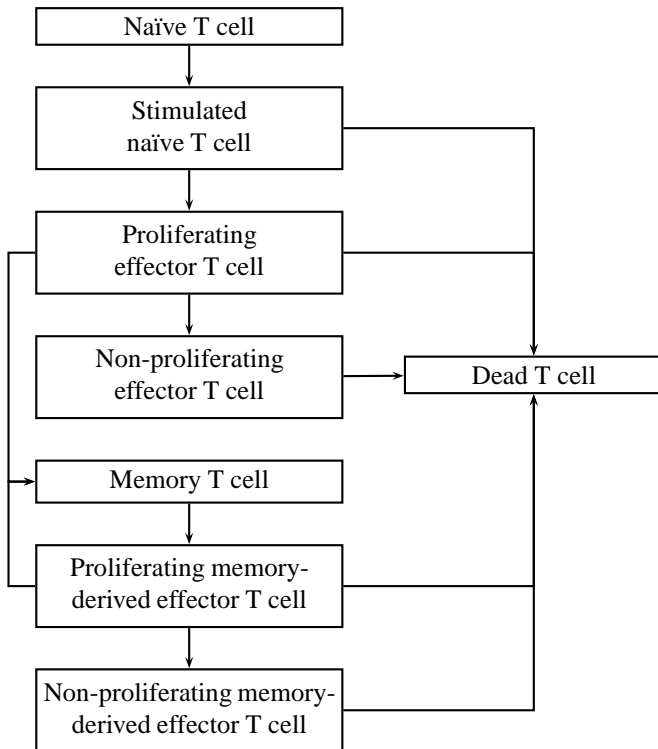 Naïve T cell
Stimulated
naïve T cell
Proliferating
effector T cell
Non-proliferating
effector T cell
Dead T cell
Memory T cell
Proliferating memory-
derived effector T cell
Non-proliferating memory-
derived effector T cell